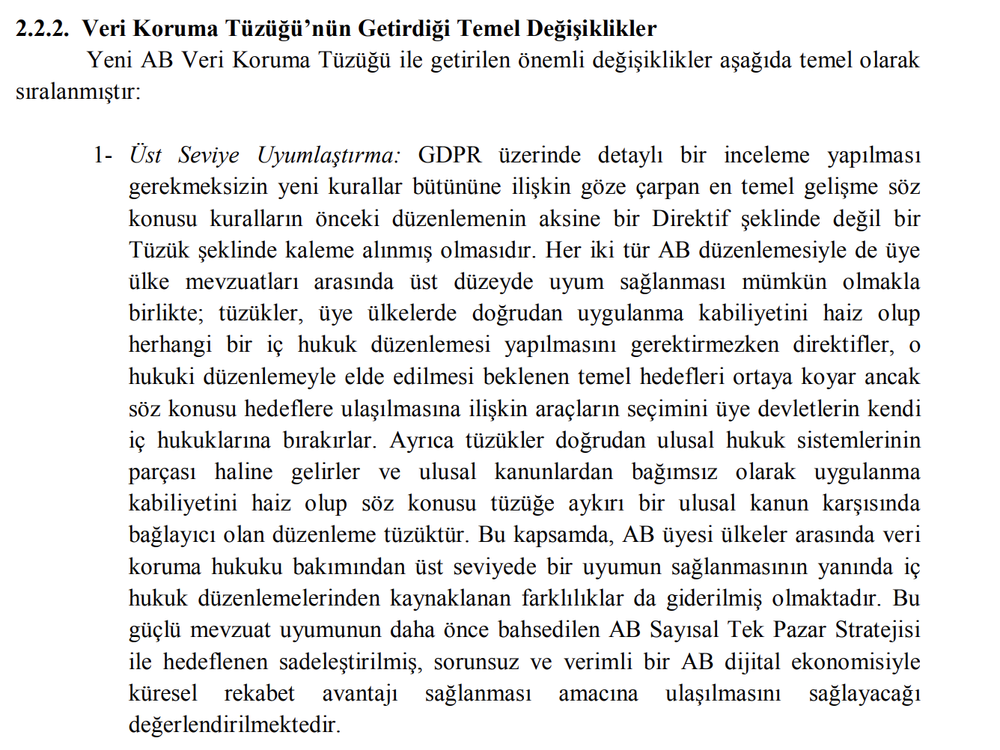 2.2.2. Veri Koruma Tüzüğü’nün Getirdiği Temel Değişiklikler
Yeni AB Veri Koruma Tüzüğü ile getirilen önemli değişiklikler aşağıda temel olarak
sıralanmıştır:
1- Üst Seviye Uyumlaştırma: GDPR üzerinde detaylı bir inceleme yapılması
gerekmeksizin yeni kurallar bütününe ilişkin göze çarpan en temel gelişme söz
konusu kuralların önceki düzenlemenin aksine bir Direktif şeklinde değil bir
Tüzük şeklinde kaleme alınmış olmasıdır. Her iki tür AB düzenlemesiyle de üye
ülke mevzuatları arasında üst düzeyde uyum sağlanması mümkün olmakla
birlikte; tüzükler, üye ülkelerde doğrudan uygulanma kabiliyetini haiz olup
herhangi bir iç hukuk düzenlemesi yapılmasını gerektirmezken direktifler, o
hukuki düzenlemeyle elde edilmesi beklenen temel hedefleri ortaya koyar ancak
söz konusu hedeflere ulaşılmasına ilişkin araçların seçimini üye devletlerin kendi
iç hukuklarına bırakırlar. Ayrıca tüzükler doğrudan ulusal hukuk sistemlerinin
parçası haline gelirler ve ulusal kanunlardan bağımsız olarak uygulanma
kabiliyetini haiz olup söz konusu tüzüğe aykırı bir ulusal kanun karşısında
bağlayıcı olan düzenleme tüzüktür. Bu kapsamda, AB üyesi ülkeler arasında veri
koruma hukuku bakımından üst seviyede bir uyumun sağlanmasının yanında iç
hukuk düzenlemelerinden kaynaklanan farklılıklar da giderilmiş olmaktadır. Bu
güçlü mevzuat uyumunun daha önce bahsedilen AB Sayısal Tek Pazar Stratejisi
ile hedeflenen sadeleştirilmiş, sorunsuz ve verimli bir AB dijital ekonomisiyle
küresel rekabet avantajı sağlanması amacına ulaşılmasını sağlayacağı
değerlendirilmektedir.